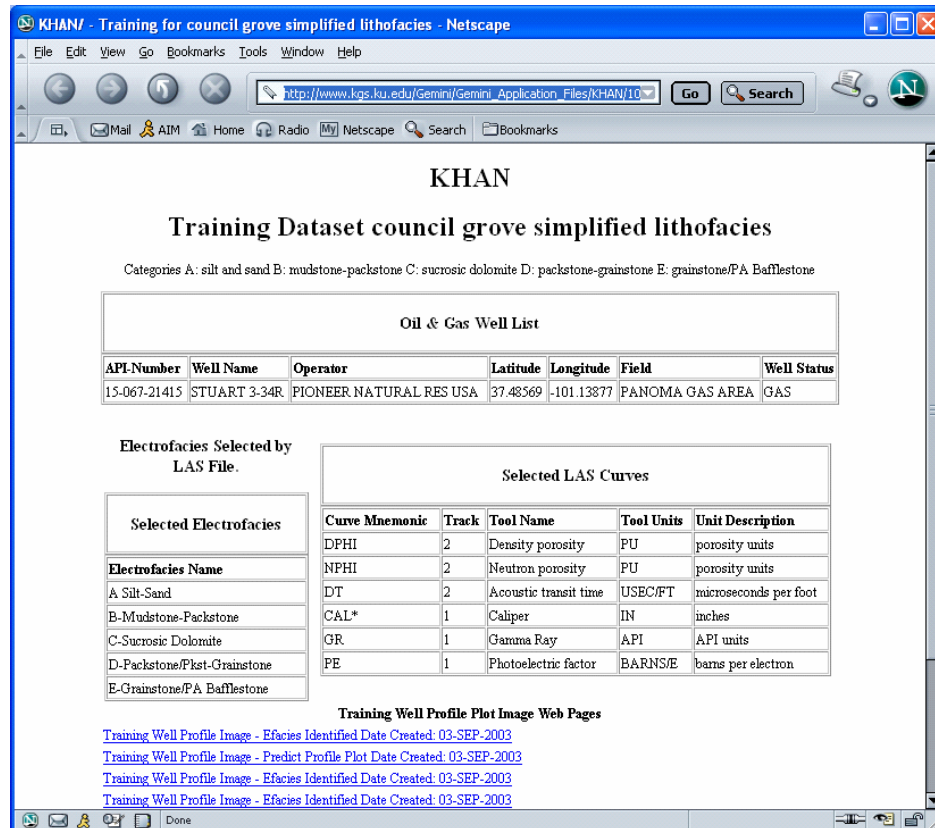 KHAN/ - Training for council grove simplified lithofacies - Netscape
File Edit View Go Bookmarks Tools Window Help
http://www.kgs.ku.edu/Gemini/Gemini_Application_Files/KHAN/10 Go Search N
Mail AIM Home Radio My Netscape Search Bookmarks
KHAN
Training Dataset council grove simplified lithofacies
Categories A: silt and sand B: mudstone-packstone C: sucrosic dolomite D: packstone-grainstone E: grainstone/PA Bafflestone
Oil & Gas Well List
API-Number Well Name Operator Latitude Longitude Field Well Status
15-067-21415 STUART 3-34R PIONEER NATURAL RES USA 37.48569 -101.13877 PANOMA GAS AREA GAS
Electrofacies Selected by
LAS File.
Selected Electrofacies
Electrofacies Name
A Silt-Sand
B-Mudstone-Packstone
C-Sucrosic Dolomite
D-Packstone/Pkst-Grainstone
E-Grainstone/PA Bafflestone
Selected LAS Curves
Curve Mnemonic Track Tool Name Tool Units Unit Description
DPHI 2 Density porosity PU porosity units
NPHI 2 Neutron porosity PU porosity units
DT 2 Acoustic transit time USEC/FT microseconds per foot
CAL* 1 Caliper IN inches
GR 1 Gamma Ray API API units
PE 1 Photoelectric factor BARNS/E barns per electron
Training Well Profile Plot Image Web Pages
Training Well Profile Image - Efacies Identified Date Created: 03-SEP-2003
Training Well Profile Image - Predict Profile Plot Date Created: 03-SEP-2003
Training Well Profile Image - Efacies Identified Date Created: 03-SEP-2003
Training Well Profile Image - Efacies Identified Date Created: 03-SEP-2003
Done